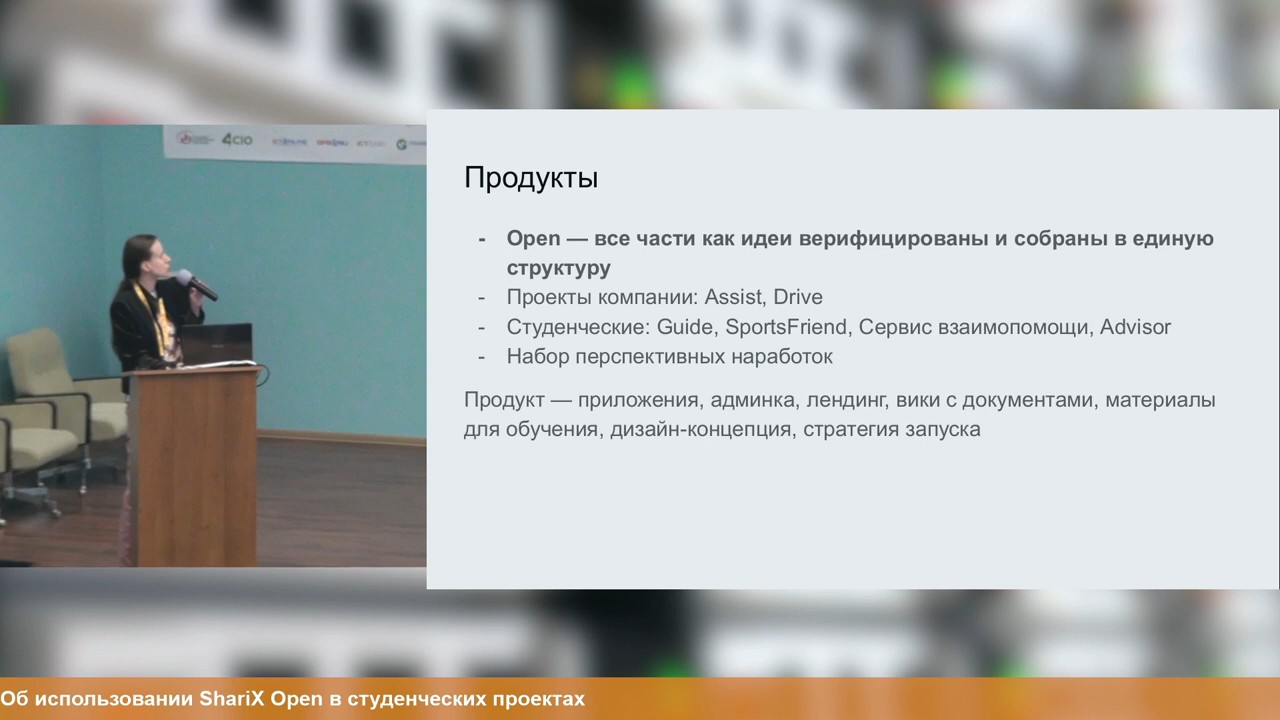 4CIO
Продукты
- Open — все части как идеи верифицированы и собраны в единую
структуру
- Проекты компании: Assist, Drive
- Студенческие: Guide, SportsFriend, Сервис взаимопомощи, Advisor
- Набор перспективных наработок
Продукт — приложения, админка, лендинг, вики с документами, материалы
для обучения, дизайн-концепция, стратегия запуска
Об использовании ShariX Open в студенческих проектах